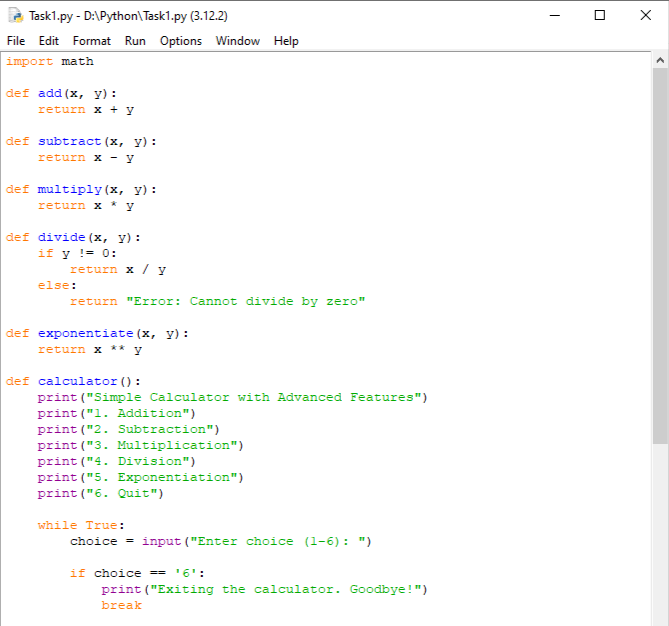 Task1.py - D:\Python\Task1.py (3.12.2)
File Edit Format Run Options Window Help
import math

def add(x, y):
    return x + y

def subtract(x, y):
    return x - y

def multiply(x, y):
    return x * y

def divide(x, y):
    if y != 0:
        return x / y
    else:
        return "Error: Cannot divide by zero"

def exponentiate(x, y):
    return x ** y

def calculator():
    print("Simple Calculator with Advanced Features")
    print("1. Addition")
    print("2. Subtraction")
    print("3. Multiplication")
    print("4. Division")
    print("5. Exponentiation")
    print("6. Quit")

    while True:
        choice = input("Enter choice (1-6): ")

        if choice == '6':
            print("Exiting the calculator. Goodbye!")
            break